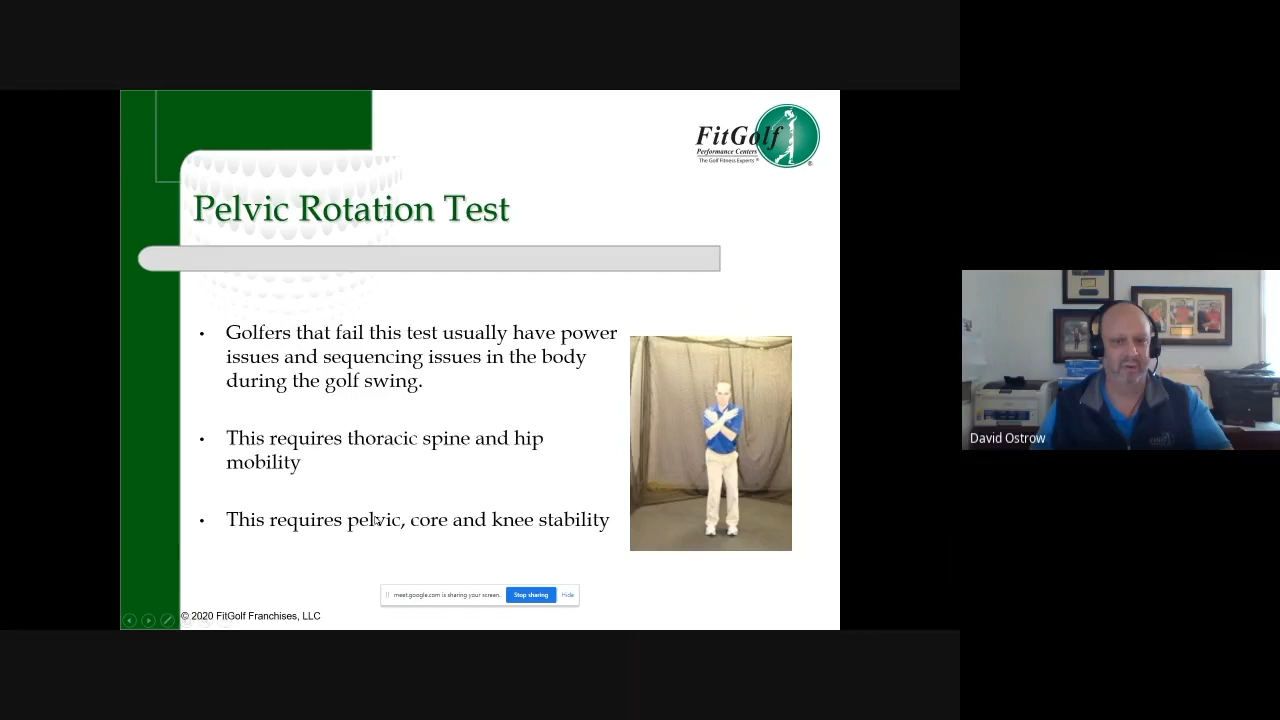 FitGolf
Performance Centers
The Golf Fitness Experts
Pelvic Rotation Test
• Golfers that fail this test usually have power
issues and sequencing issues in the body
during the golf swing.
• This requires thoracic spine and hip
mobility
• This requires pelvic, core and knee stability
David Ostrow
meet.google.com is sharing your screen.
Stop sharing
Hide
© 2020 FitGolf Franchises, LLC